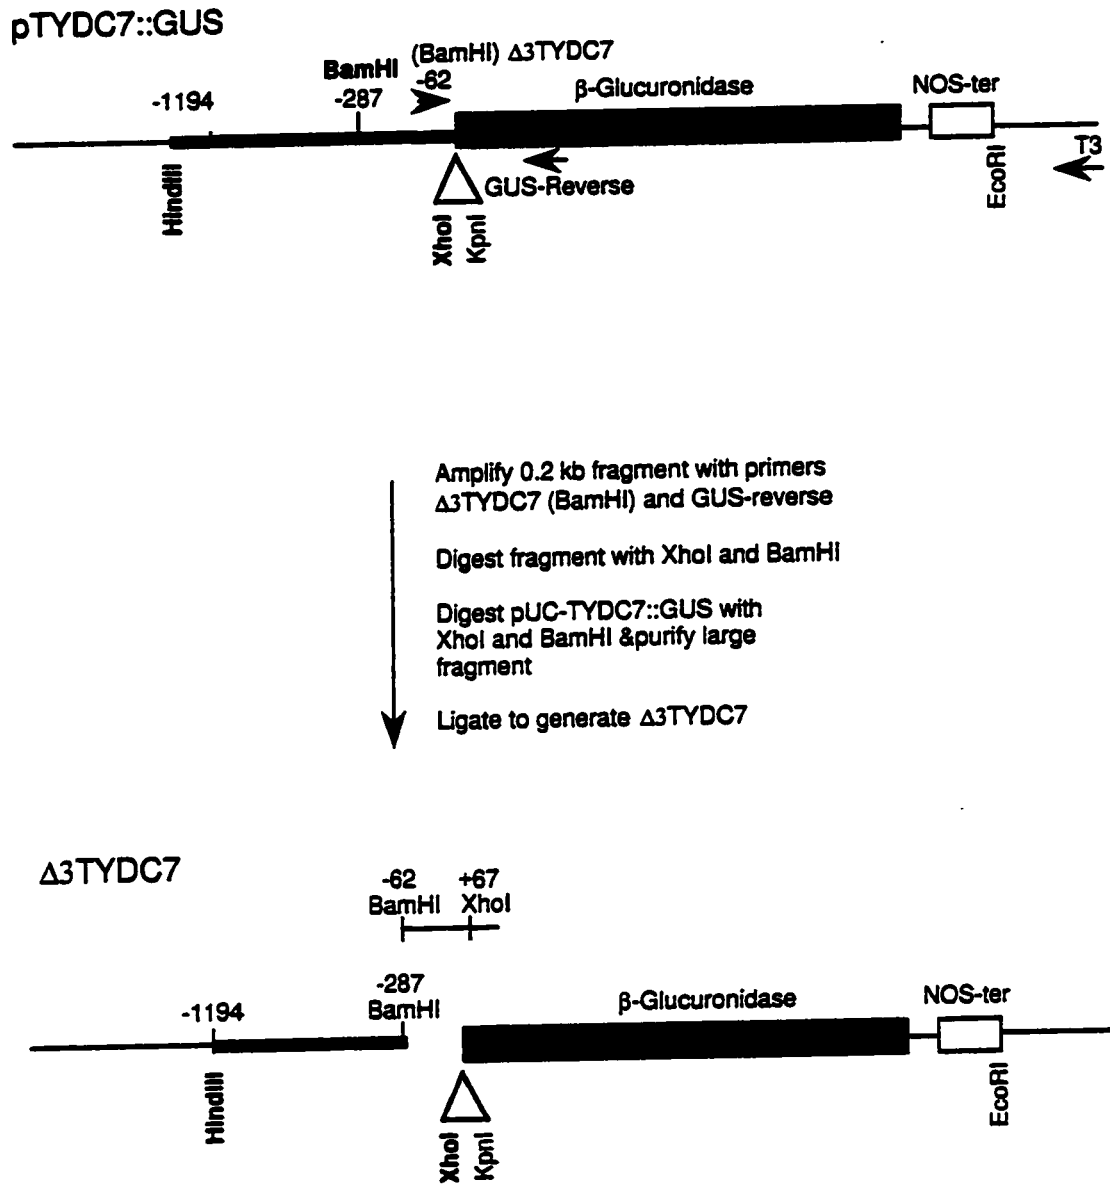 pTYDC7::GUS
(BamHI) Δ3TYDC7
BamHI
-62
β-Glucuronidase
NOS-ter
-1194
-287
T3
HindIII
GUS-Reverse
EcoRI
XhoI
KpnI
Amplify 0.2 kb fragment with primers
Δ3TYDC7 (BamHI) and GUS-reverse
Digest fragment with XhoI and BamHI
Digest pUC-TYDC7::GUS with
XhoI and BamHI &purify large
fragment
Ligate to generate Δ3TYDC7
Δ3TYDC7
-62
+67
BamHI
XhoI
-287
BamHI
-1194
β-Glucuronidase
NOS-ter
HindIII
EcoRI
XhoI
KpnI